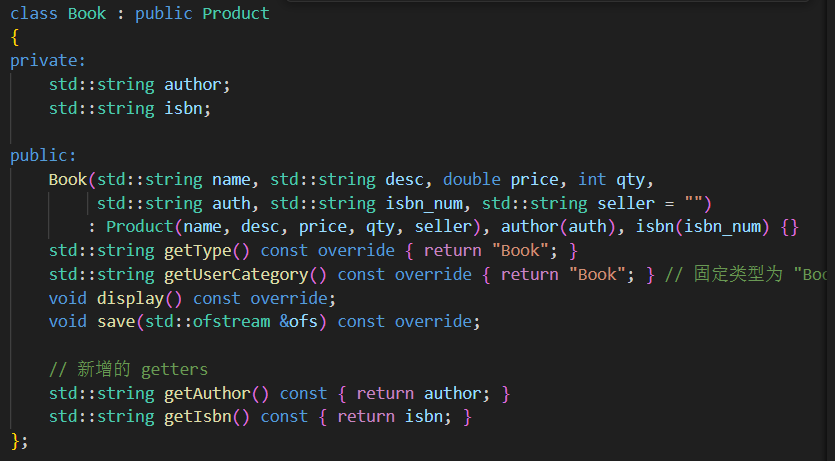 class Book : public Product
{
private:
    std::string author;
    std::string isbn;

public:
    Book(std::string name, std::string desc, double price, int qty,
         std::string auth, std::string isbn_num, std::string seller = "")
        : Product(name, desc, price, qty, seller), author(auth), isbn(isbn_num) {}
    std::string getType() const override { return "Book"; }
    std::string getUserCategory() const override { return "Book"; } // 固定类型为 "Boo
    void display() const override;
    void save(std::ofstream &ofs) const override;

    // 新增的 getters
    std::string getAuthor() const { return author; }
    std::string getIsbn() const { return isbn; }
};